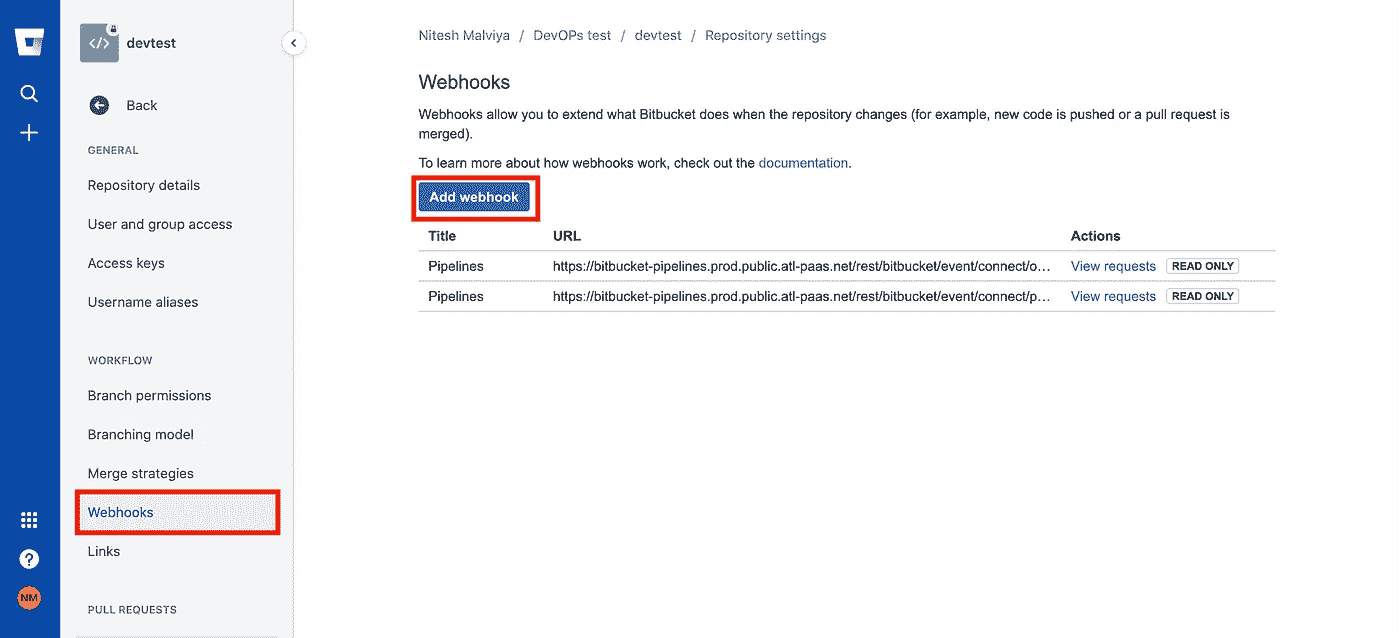 </>
devtest
Back
GENERAL
Repository details
User and group access
Access keys
Username aliases
WORKFLOW
Branch permissions
Branching model
Merge strategies
Webhooks
Links
PULL REQUESTS
?
NM
Nitesh Malviya / DevOPs test / devtest / Repository settings
Webhooks
Webhooks allow you to extend what Bitbucket does when the repository changes (for example, new code is pushed or a pull request is
merged).
To learn more about how webhooks work, check out the documentation.
Add webhook
Title URL Actions
Pipelines https://bitbucket-pipelines.prod.public.atl-paas.net/rest/bitbucket/event/connect/o… View requests READ ONLY
Pipelines https://bitbucket-pipelines.prod.public.atl-paas.net/rest/bitbucket/event/connect/p… View requests READ ONLY